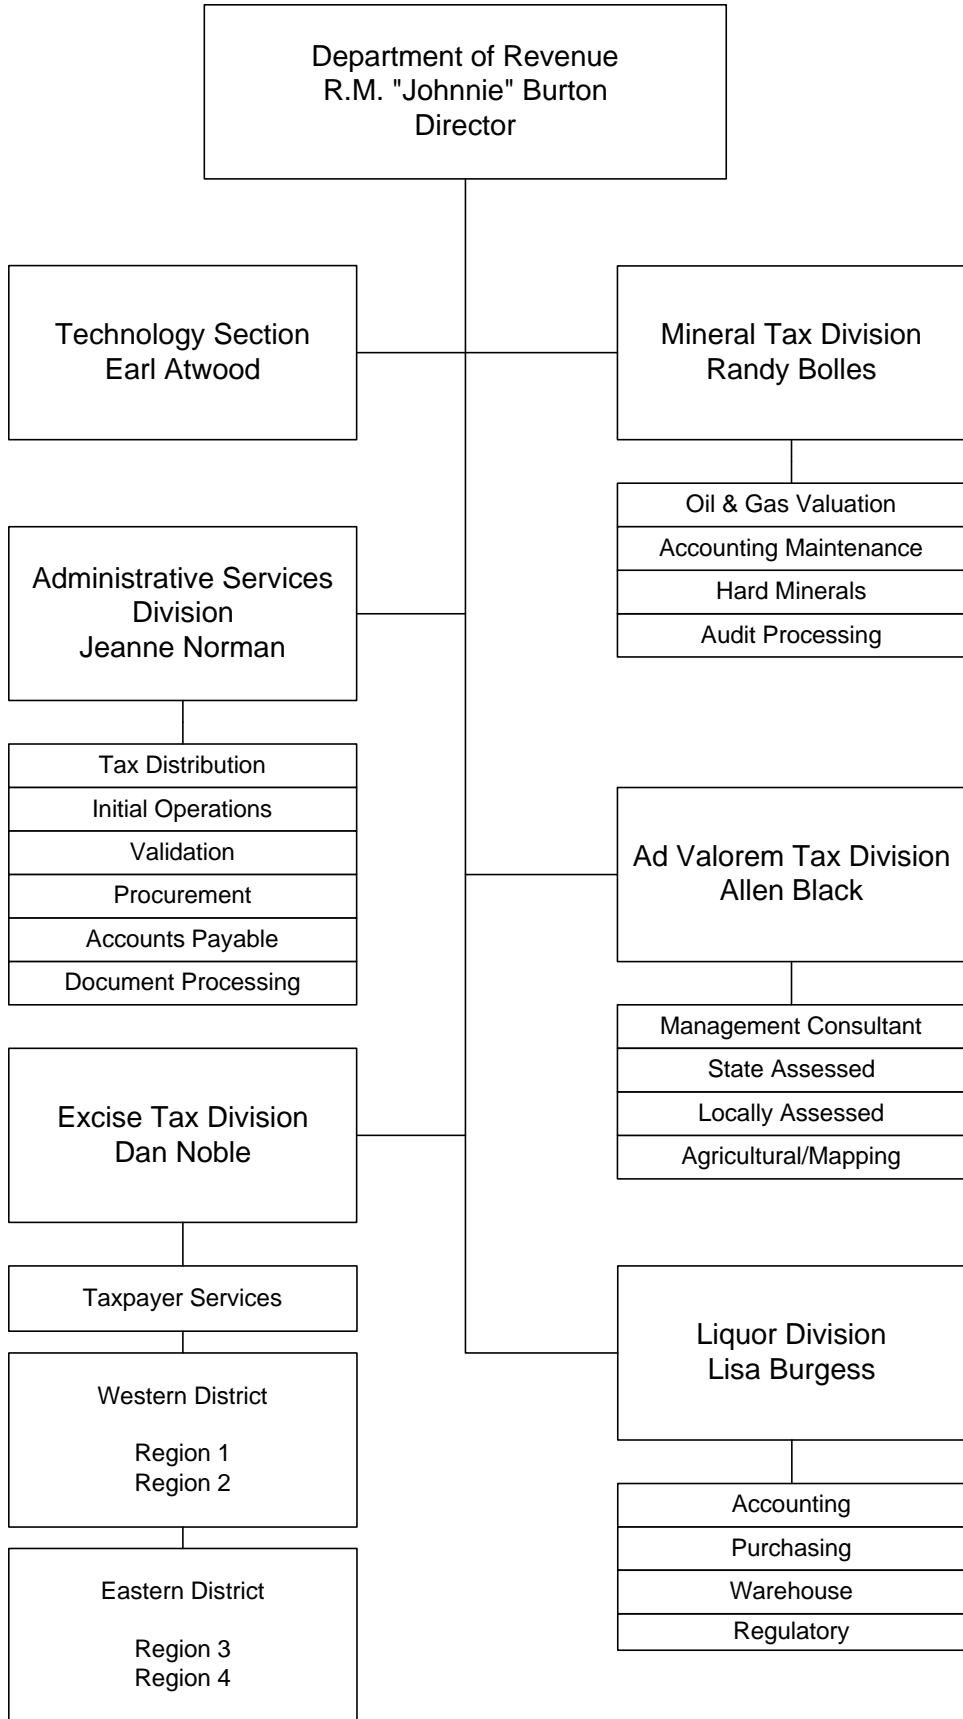 Department of Revenue
R.M. "Johnnie" Burton
Director
Technology Section
Earl Atwood
Mineral Tax Division
Randy Bolles
Oil & Gas Valuation
Accounting Maintenance
Hard Minerals
Audit Processing
Administrative Services
Division
Jeanne Norman
Tax Distribution
Initial Operations
Validation
Procurement
Accounts Payable
Document Processing
Ad Valorem Tax Division
Allen Black
Management Consultant
State Assessed
Locally Assessed
Agricultural/Mapping
Excise Tax Division
Dan Noble
Taxpayer Services
Western District
Region 1
Region 2
Eastern District
Region 3
Region 4
Liquor Division
Lisa Burgess
Accounting
Purchasing
Warehouse
Regulatory